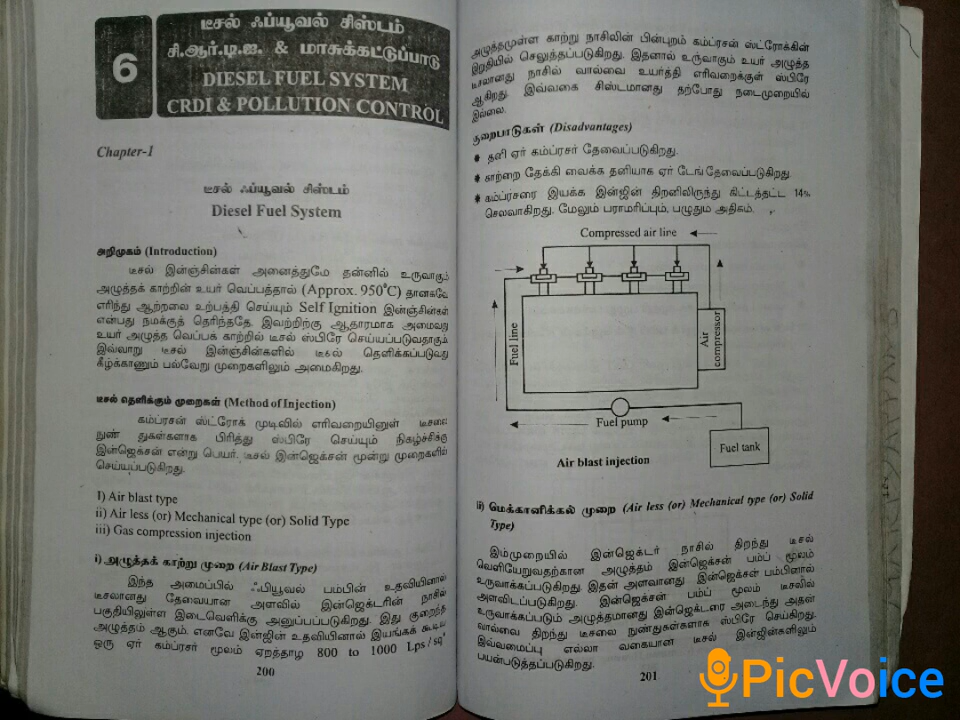 6
டீசல் ஃப்யூவல் சிஸ்டம்
சி.ஆர்.டி.ஐ. & மாசுக்கட்டுப்பாடு
DIESEL FUEL SYSTEM
CRDI & POLLUTION CONTROL
Chapter-1
டீசல் ஃப்யூவல் சிஸ்டம்
Diesel Fuel System
அறிமுகம் (Introduction)
டீசல் இன்ஞ்சின்கள் அனைத்துமே தன்னில் உருவாகும்
அழுத்தக் காற்றின் உயர் வெப்பத்தால் (Approx. 950°C) தானாகவே
எரிந்து ஆற்றலை உற்பத்தி செய்யும் Self Ignition இன்ஞ்சின்கள்
என்பது நமக்குத் தெரிந்ததே. இவற்றிற்கு ஆதாரமாக அமைவது
உயர் அழுத்த வெப்பக் காற்றில் டீசல் ஸ்பிரே செய்யப்படுவதாகும்.
இவ்வாறு டீசல் இன்ஞ்சின்களில் டீசல் தெளிக்கப்படுவது
கீழ்க்காணும் பல்வேறு முறைகளிலும் அமைகிறது.
டீசல் தெளிக்கும் முறைகள் (Method of Injection)
கம்ப்ரசன் ஸ்ட்ரோக் முடிவில் எரிவறையினுள் டீசலை
நுண் துகள்களாக பிரித்து ஸ்பிரே செய்யும் நிகழ்ச்சிக்கு
இன்ஜெக்சன் என்று பெயர். டீசல் இன்ஜெக்சன் மூன்று முறைகளில்
செய்யப்படுகிறது.
I) Air blast type
ii) Air less (or) Mechanical type (or) Solid Type
iii) Gas compression injection
i) அழுத்தக் காற்று முறை (Air Blast Type)
இந்த அமைப்பில் ஃபியூவல் பம்பின் உதவியினால்
டீசலானது தேவையான அளவில் இன்ஜெக்டரின் நாசில்
பகுதியிலுள்ள இடைவெளிக்கு அனுப்பப்படுகிறது. இது குறைந்த
அழுத்தம் ஆகும். எனவே இன்ஜின் உதவியினால் இயங்கக் கூடிய
ஒரு ஏர் கம்ப்ரசர் மூலம் ஏறத்தாழ 800 to 1000 Lps / sq"
200
அழுத்தமுள்ள காற்று நாசிலின் பின்புறம் கம்ப்ரசன் ஸ்ட்ரோக்கின்
இறுதியில் செலுத்தப்படுகிறது. இதனால் உருவாகும் உயர் அழுத்த
டீசலானது நாசில் வால்வை உயர்த்தி எரிவறைக்குள் ஸ்பிரே
ஆகிறது. இவ்வகை சிஸ்டமானது தற்போது நடைமுறையில்
இல்லை.
குறைபாடுகள் (Disadvantages)
தனி ஏர் கம்ப்ரசர் தேவைப்படுகிறது.
காற்றை தேக்கி வைக்க தனியாக ஏர் டேங் தேவைப்படுகிறது.
கம்ப்ரசரை இயக்க இன்ஜின் திறனிலிருந்து கிட்டத்தட்ட 14%
செலவாகிறது. மேலும் பராமரிப்பும், பழுதும் அதிகம்.
Compressed air line
Fuel line
Air compressor
Fuel pump
Fuel tank
Air blast injection
ii) மெக்கானிக்கல் முறை (Air less (or) Mechanical type (or) Solid
Type)
இம்முறையில் இன்ஜெக்டர் நாசில் திறந்து டீசல்
வெளியேறுவதற்கான அழுத்தம் இன்ஜெக்சன் பம்ப் மூலம்
உருவாக்கப்படுகிறது. இதன் அளவானது இன்ஜெக்சன் பம்பினால்
அளவிடப்படுகிறது. இன்ஜெக்சன் பம்ப் மூலம் டீசலில்
உருவாக்கப்படும் அழுத்தமானது இன்ஜெக்டரை அடைந்து அதன்
வால்வை திறந்து டீசலை நுண்துகள்களாக ஸ்பிரே செய்கிறது.
இவ்வமைப்பு எல்லா வகையான டீசல் இன்ஜின்களிலும்
பயன்படுத்தப்படுகிறது.
201
PicVoice